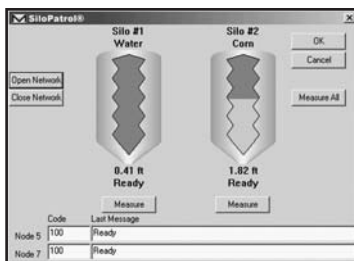 SiloPatrol®
Silo #1
Water
Silo #2
Corn
OK
Cancel
Open Network
Close Network
Measure All
0.41 ft
Ready
1.82 ft
Ready
Measure
Measure
Code
Last Message
Node 5
100
Ready
Node 7
100
Ready